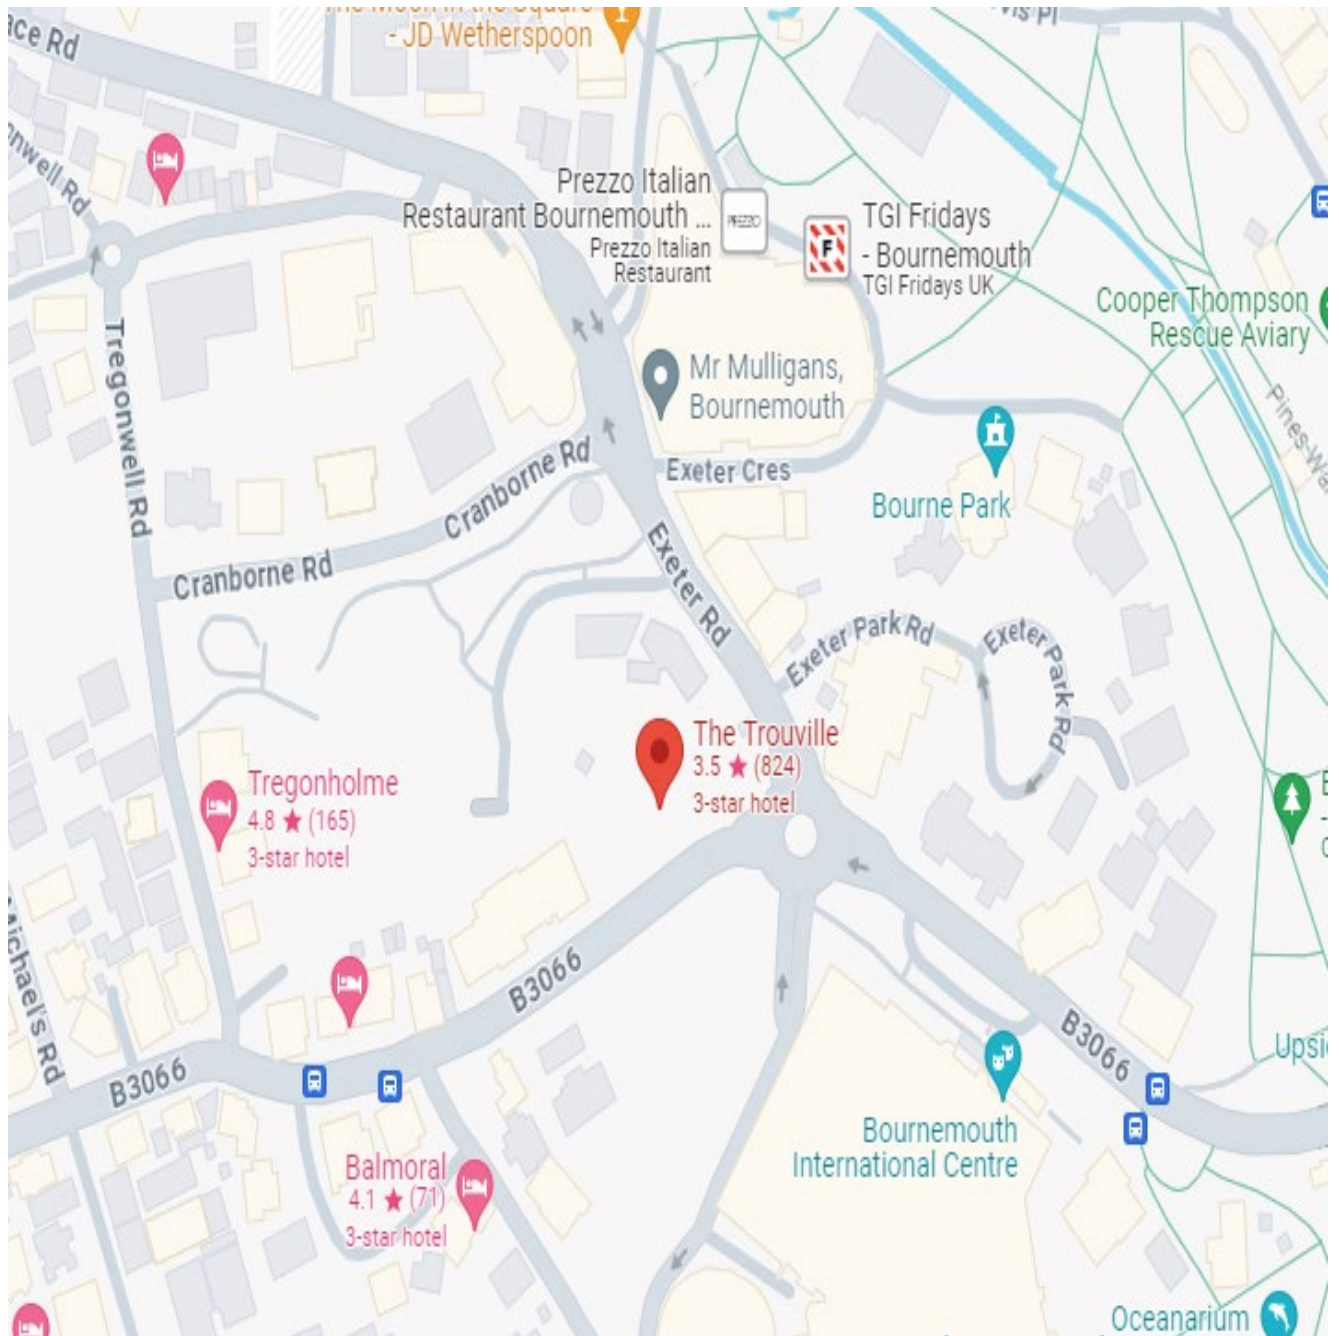 - JD Wetherspoon
Prezzo Italian
Restaurant Bournemouth ...
Prezzo Italian
Restaurant
PREZZO
F
TGI Fridays
- Bournemouth
TGI Fridays UK
Cooper Thompson
Rescue Aviary
Tregonwell Rd
Mr Mulligans,
Bournemouth
Exeter Cres
Cranborne Rd
Cranborne Rd
Bourne Park
Exeter Rd
Exeter Park Rd
Exeter Park Rd
The Trouville
3.5 ★ (824)
3-star hotel
Tregonholme
4.8 ★ (165)
3-star hotel
B3066
B3066
B3066
Michael's Rd
Bournemouth
International Centre
Balmoral
4.1 ★ (71)
3-star hotel
Oceanarium